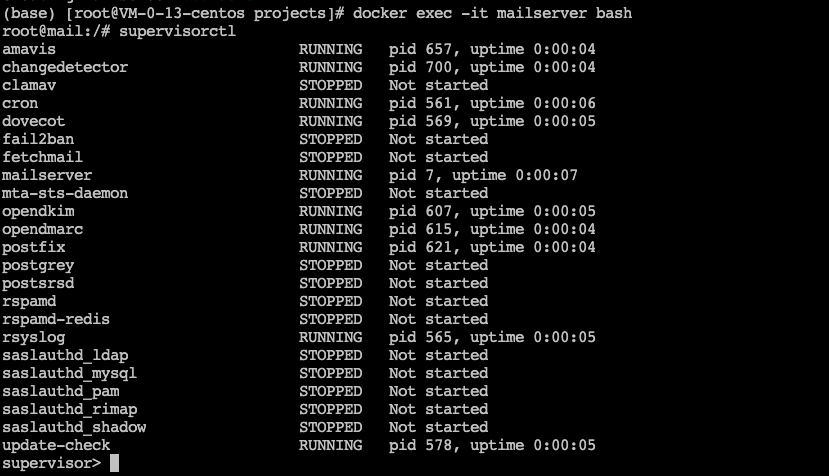 (base) [root@VM-0-13-centos projects]# docker exec -it mailserver bash
root@mail:/# supervisorctl
amavis RUNNING pid 657, uptime 0:00:04
changedetector RUNNING pid 700, uptime 0:00:04
clamav STOPPED Not started
cron RUNNING pid 561, uptime 0:00:06
dovecot RUNNING pid 569, uptime 0:00:05
fail2ban STOPPED Not started
fetchmail STOPPED Not started
mailserver RUNNING pid 7, uptime 0:00:07
mta-sts-daemon STOPPED Not started
opendkim RUNNING pid 607, uptime 0:00:05
opendmarc RUNNING pid 615, uptime 0:00:04
postfix RUNNING pid 621, uptime 0:00:04
postgrey STOPPED Not started
postsrsd STOPPED Not started
rspamd STOPPED Not started
rspamd-redis STOPPED Not started
rsyslog RUNNING pid 565, uptime 0:00:05
saslauthd_ldap STOPPED Not started
saslauthd_mysql STOPPED Not started
saslauthd_pam STOPPED Not started
saslauthd_rimap STOPPED Not started
saslauthd_shadow STOPPED Not started
update-check RUNNING pid 578, uptime 0:00:05
supervisor>